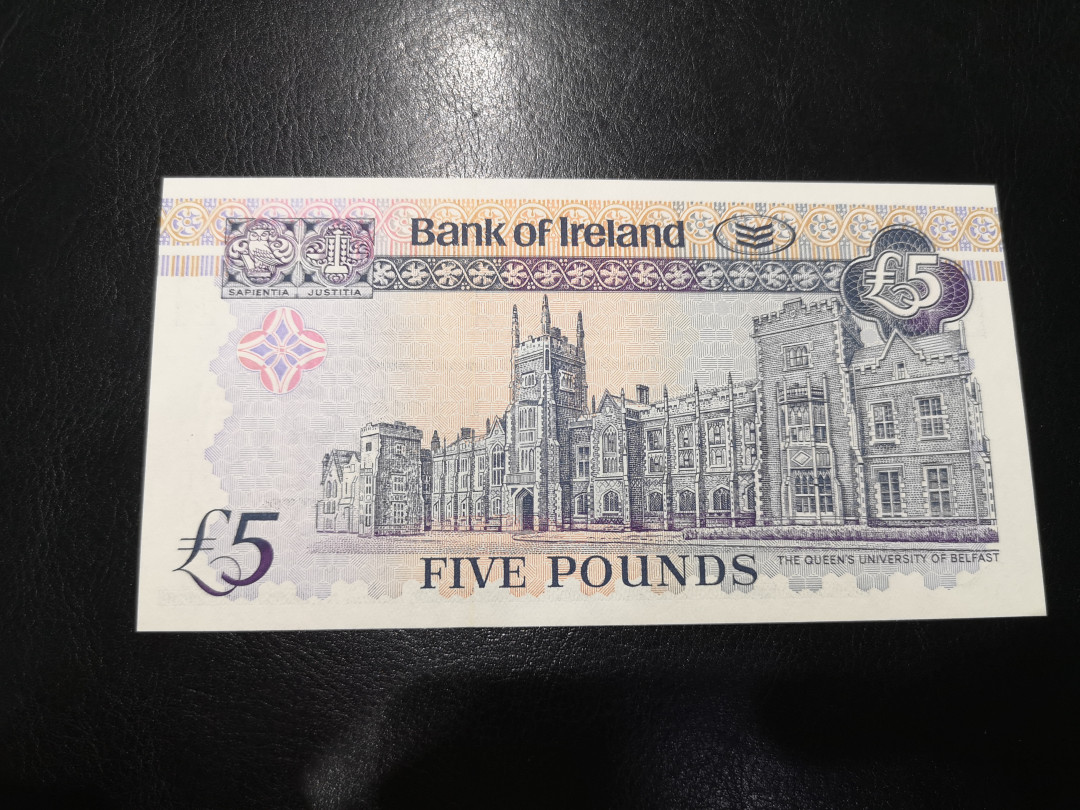 Bank of Ireland
£5
SAPIENTIA JUSTITIA
£5
FIVE POUNDS
THE QUEEN'S UNIVERSITY OF BELFAST